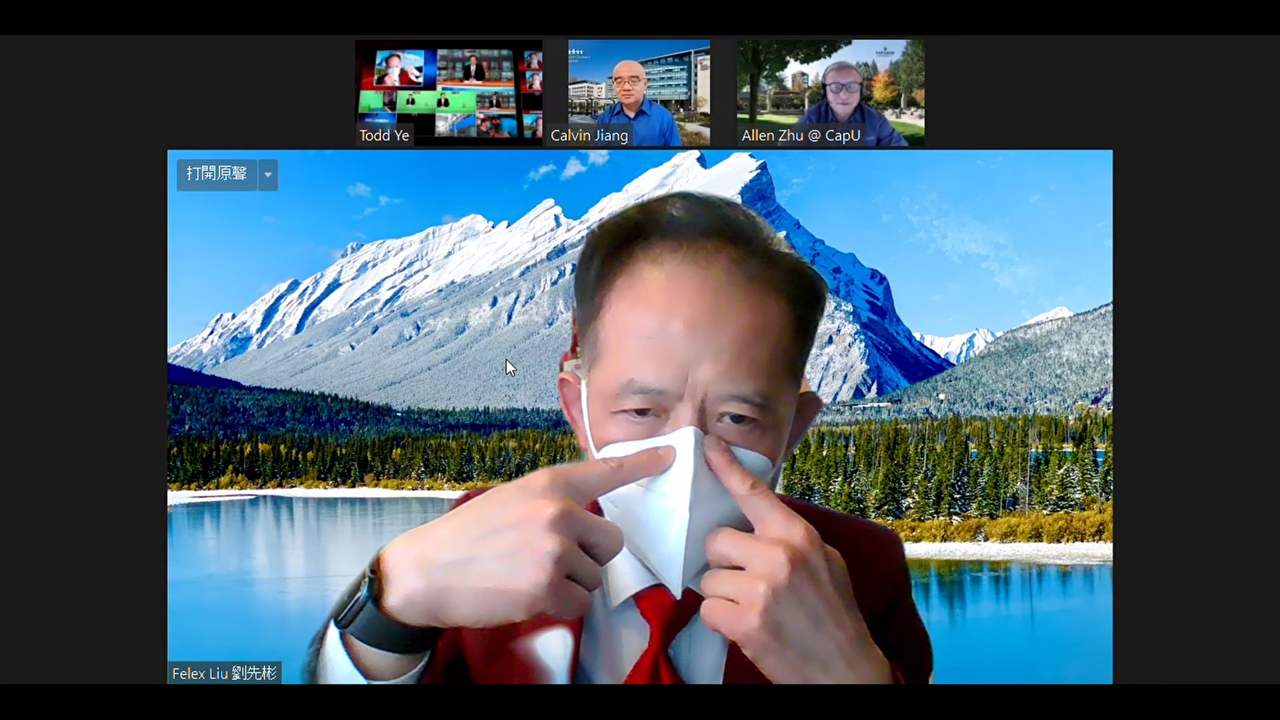 Todd Ye
Calvin Jiang
Allen Zhu @ CapU
打開原聲
Felex Liu 劉先彬